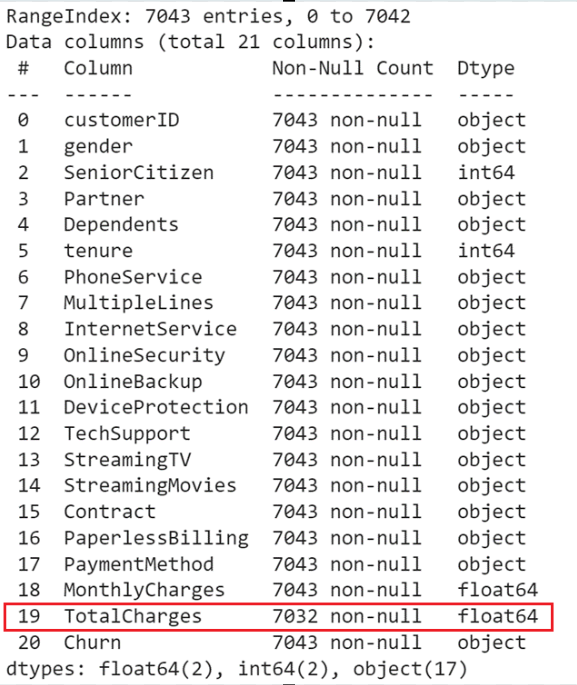 RangeIndex: 7043 entries, 0 to 7042
Data columns (total 21 columns):
 #   Column            Non-Null Count  Dtype
---  ------            --------------  -----
 0   customerID        7043 non-null   object
 1   gender            7043 non-null   object
 2   SeniorCitizen     7043 non-null   int64
 3   Partner           7043 non-null   object
 4   Dependents        7043 non-null   object
 5   tenure            7043 non-null   int64
 6   PhoneService      7043 non-null   object
 7   MultipleLines     7043 non-null   object
 8   InternetService   7043 non-null   object
 9   OnlineSecurity    7043 non-null   object
 10  OnlineBackup      7043 non-null   object
 11  DeviceProtection  7043 non-null   object
 12  TechSupport       7043 non-null   object
 13  StreamingTV       7043 non-null   object
 14  StreamingMovies   7043 non-null   object
 15  Contract          7043 non-null   object
 16  PaperlessBilling  7043 non-null   object
 17  PaymentMethod     7043 non-null   object
 18  MonthlyCharges    7043 non-null   float64
 19  TotalCharges      7032 non-null   float64
 20  Churn             7043 non-null   object
dtypes: float64(2), int64(2), object(17)